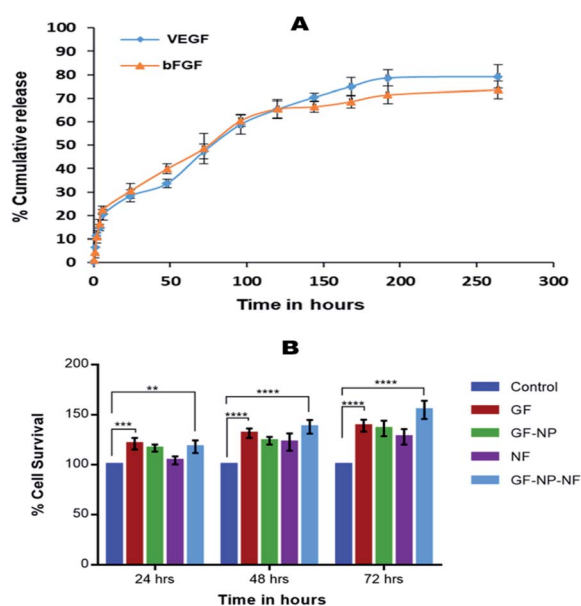 A
VEGF
bFGF
% Cumulative release
90
80
70
60
50
40
30
20
10
0
0 50 100 150 200 250 300
Time in hours
B
% Cell Survival
200
150
100
50
0
*** ** **** **** **** ****
24 hrs 48 hrs 72 hrs
Time in hours
Control
GF
GF-NP
NF
GF-NP-NF